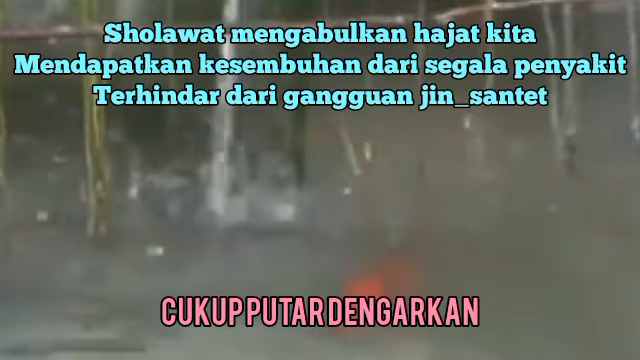 Sholawat mengabulkan hajat kita
Mendapatkan kesembuhan dari segala penyakit
Terhindar dari gangguan jin_santet
CUKUP PUTAR DENGARKAN